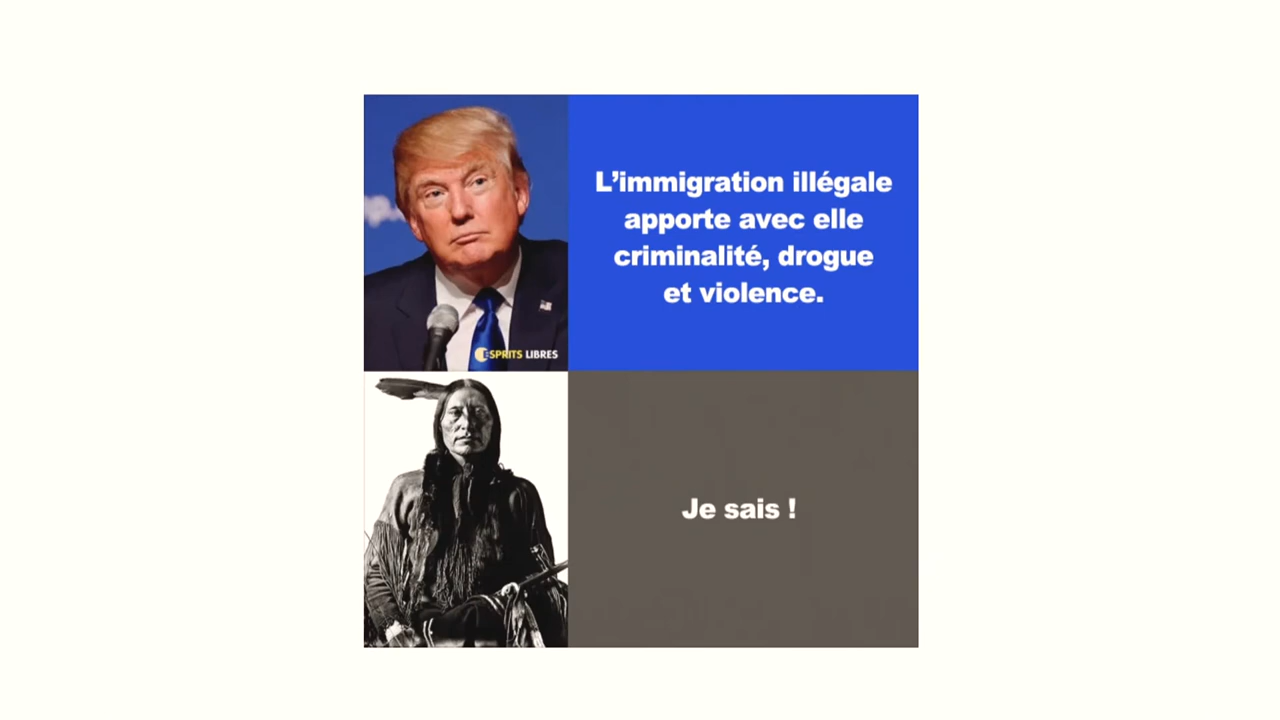 L'immigration illégale
apporte avec elle
criminalité, drogue
et violence.
ESPRITS LIBRES
Je sais !